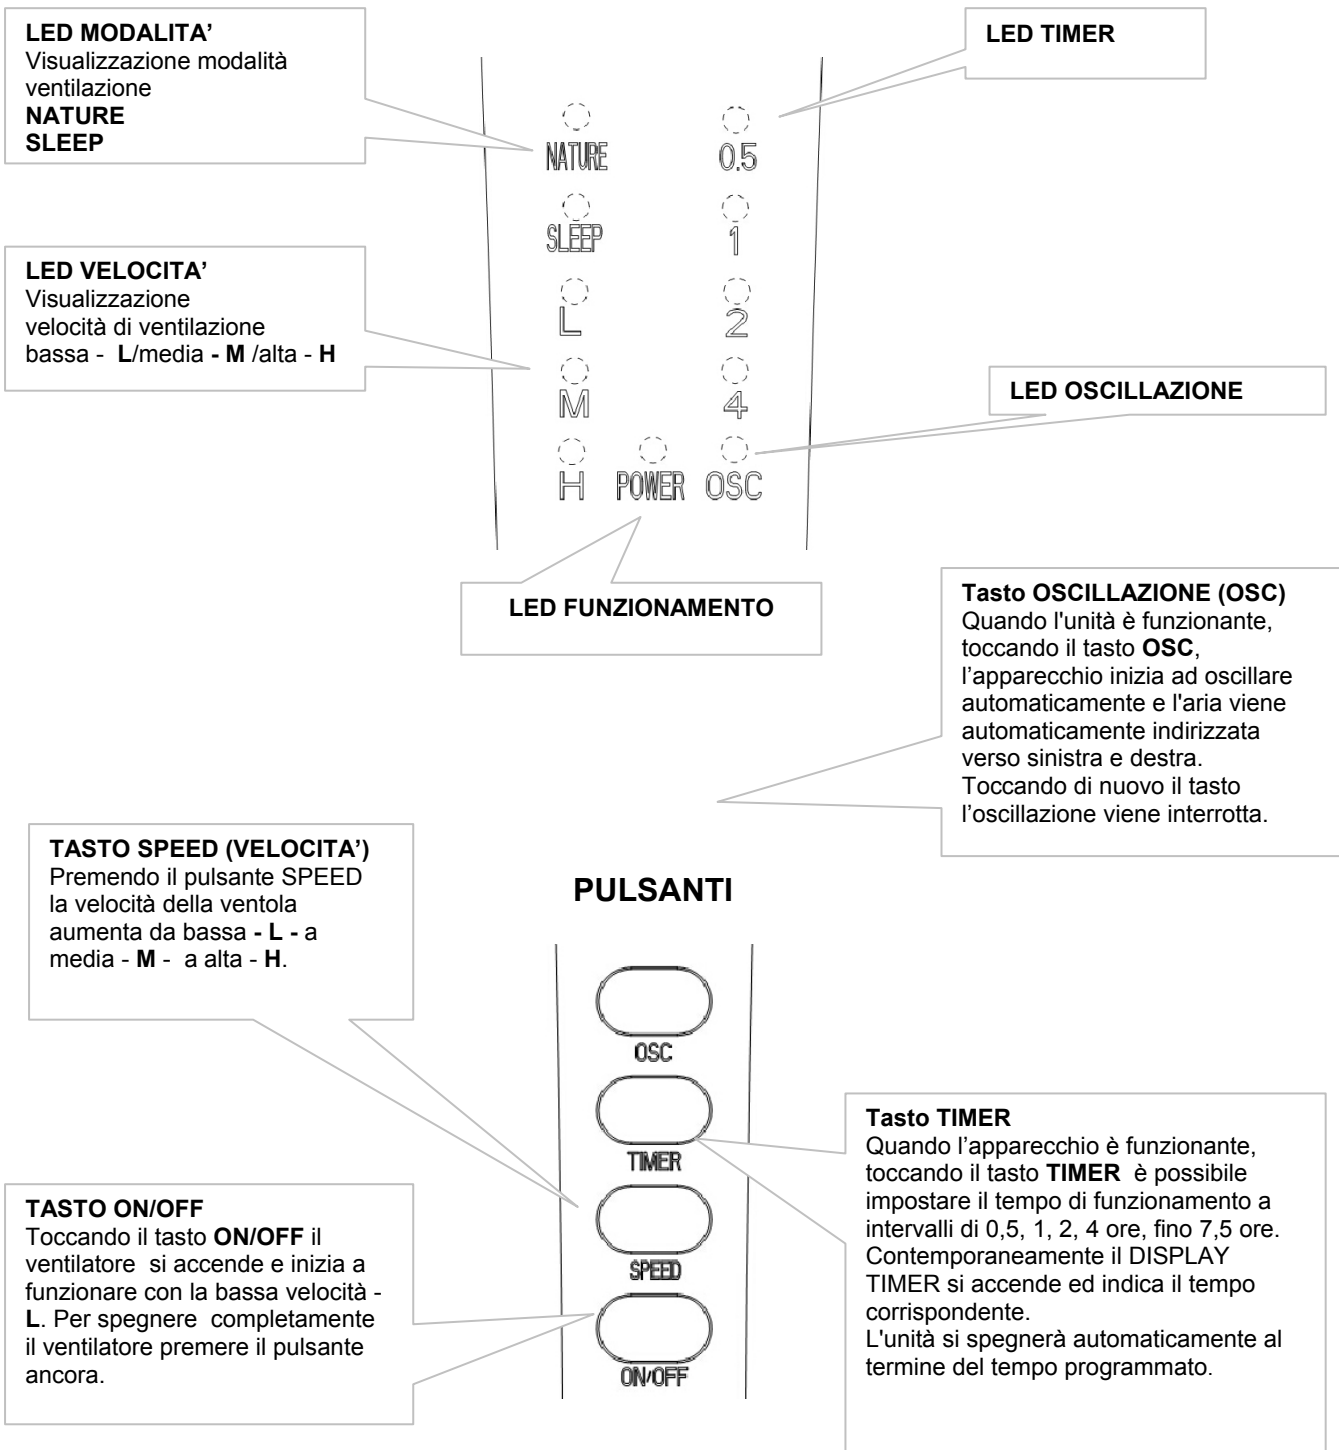 LED MODALITA’
Visualizzazione modalità
ventilazione
NATURE
SLEEP
LED TIMER
NATURE
0.5
SLEEP
1
LED VELOCITA’
Visualizzazione
velocità di ventilazione
bassa - L/media - M /alta - H
L
2
M
4
LED OSCILLAZIONE
H POWER OSC
LED FUNZIONAMENTO
Tasto OSCILLAZIONE (OSC)
Quando l'unità è funzionante,
toccando il tasto OSC,
l’apparecchio inizia ad oscillare
automaticamente e l'aria viene
automaticamente indirizzata
verso sinistra e destra.
Toccando di nuovo il tasto
l’oscillazione viene interrotta.
TASTO SPEED (VELOCITA’)
Premendo il pulsante SPEED
la velocità della ventola
aumenta da bassa - L - a
media - M - a alta - H.
PULSANTI
OSC
TIMER
SPEED
ON/OFF
Tasto TIMER
Quando l’apparecchio è funzionante,
toccando il tasto TIMER è possibile
impostare il tempo di funzionamento a
intervalli di 0,5, 1, 2, 4 ore, fino 7,5 ore.
Contemporaneamente il DISPLAY
TIMER si accende ed indica il tempo
corrispondente.
L'unità si spegnerà automaticamente al
termine del tempo programmato.
TASTO ON/OFF
Toccando il tasto ON/OFF il
ventilatore si accende e inizia a
funzionare con la bassa velocità -
L. Per spegnere completamente
il ventilatore premere il pulsante
ancora.